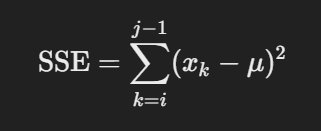 SSE = \sum_{k=i}^{j-1} (x_k - \mu)^2